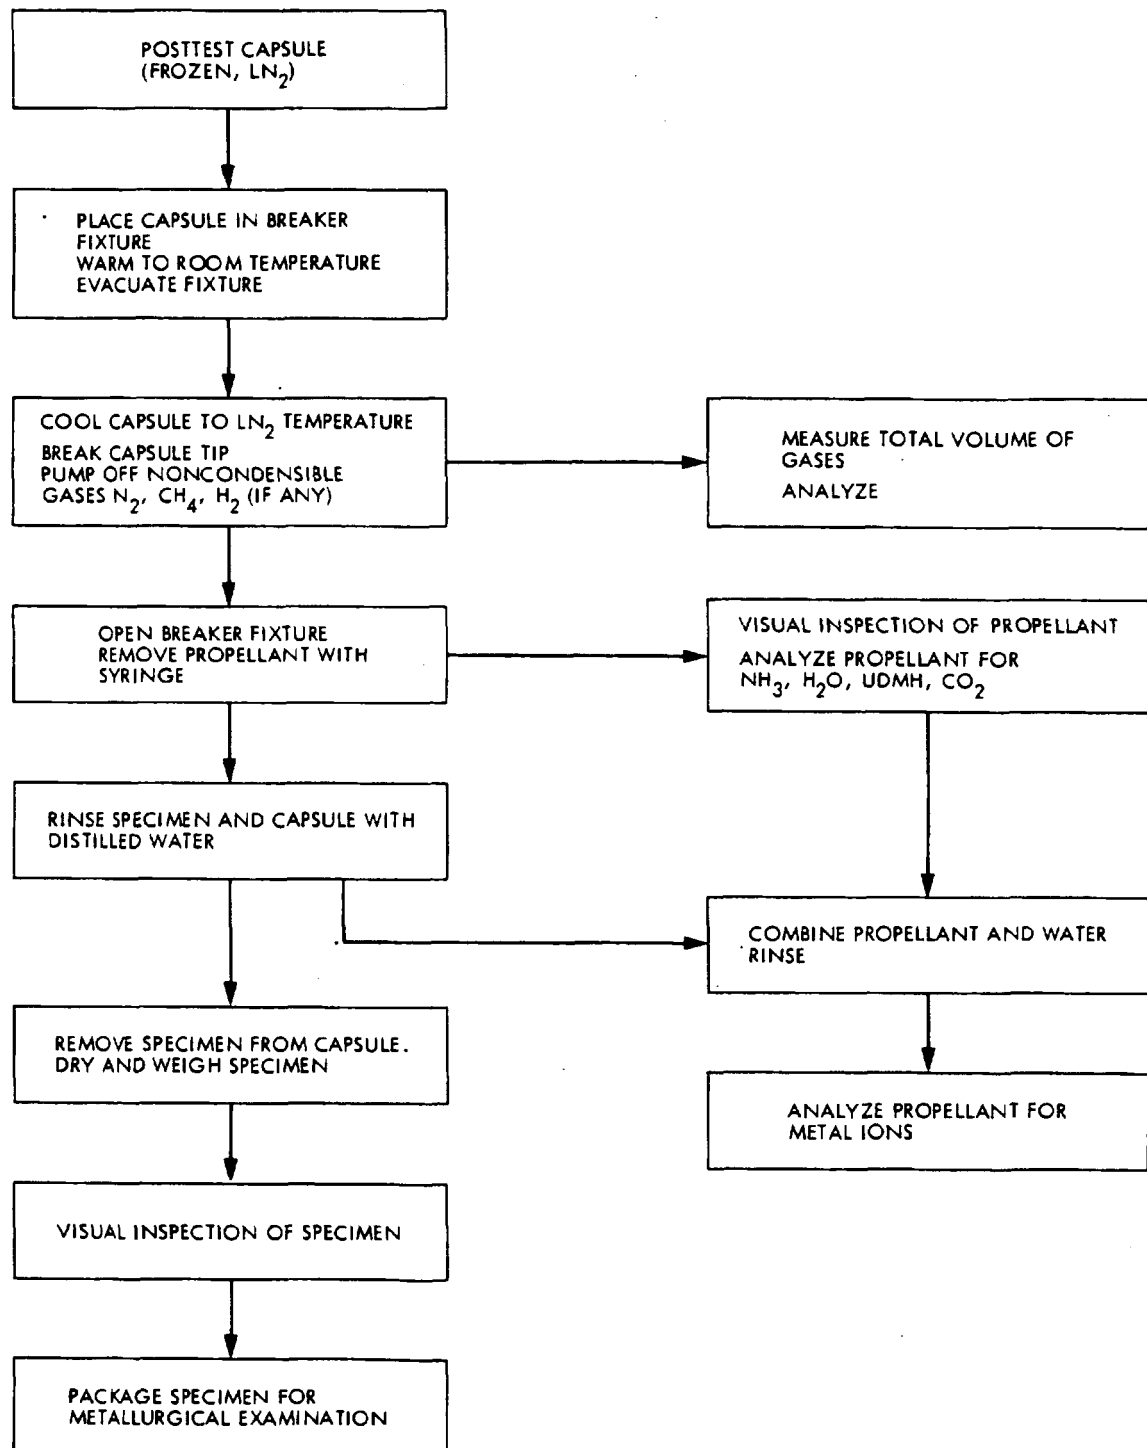 POSTTEST CAPSULE
(FROZEN, LN₂)
PLACE CAPSULE IN BREAKER
FIXTURE
WARM TO ROOM TEMPERATURE
EVACUATE FIXTURE
COOL CAPSULE TO LN₂ TEMPERATURE
BREAK CAPSULE TIP
PUMP OFF NONCONDENSIBLE
GASES N₂, CH₄, H₂ (IF ANY)
MEASURE TOTAL VOLUME OF
GASES
ANALYZE
OPEN BREAKER FIXTURE
REMOVE PROPELLANT WITH
SYRINGE
VISUAL INSPECTION OF PROPELLANT
ANALYZE PROPELLANT FOR
NH₃, H₂O, UDMH, CO₂
RINSE SPECIMEN AND CAPSULE WITH
DISTILLED WATER
COMBINE PROPELLANT AND WATER
RINSE
REMOVE SPECIMEN FROM CAPSULE.
DRY AND WEIGH SPECIMEN
ANALYZE PROPELLANT FOR
METAL IONS
VISUAL INSPECTION OF SPECIMEN
PACKAGE SPECIMEN FOR
METALLURGICAL EXAMINATION